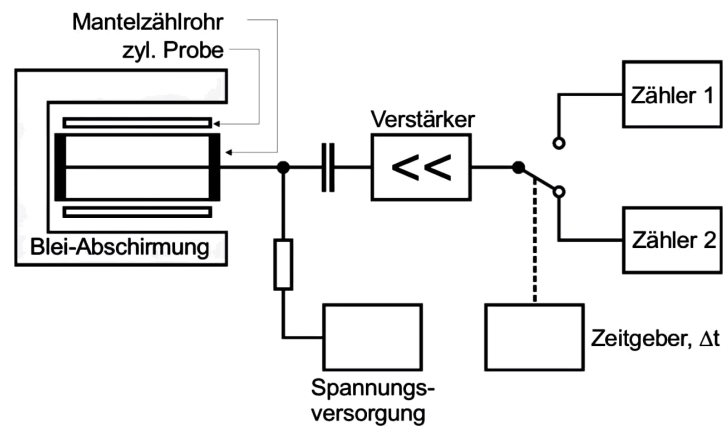 Mantelzählrohr
zyl. Probe
Verstärker
<<
Zähler 1
Zähler 2
Blei-Abschirmung
Zeitgeber, Δt
Spannungs-
versorgung